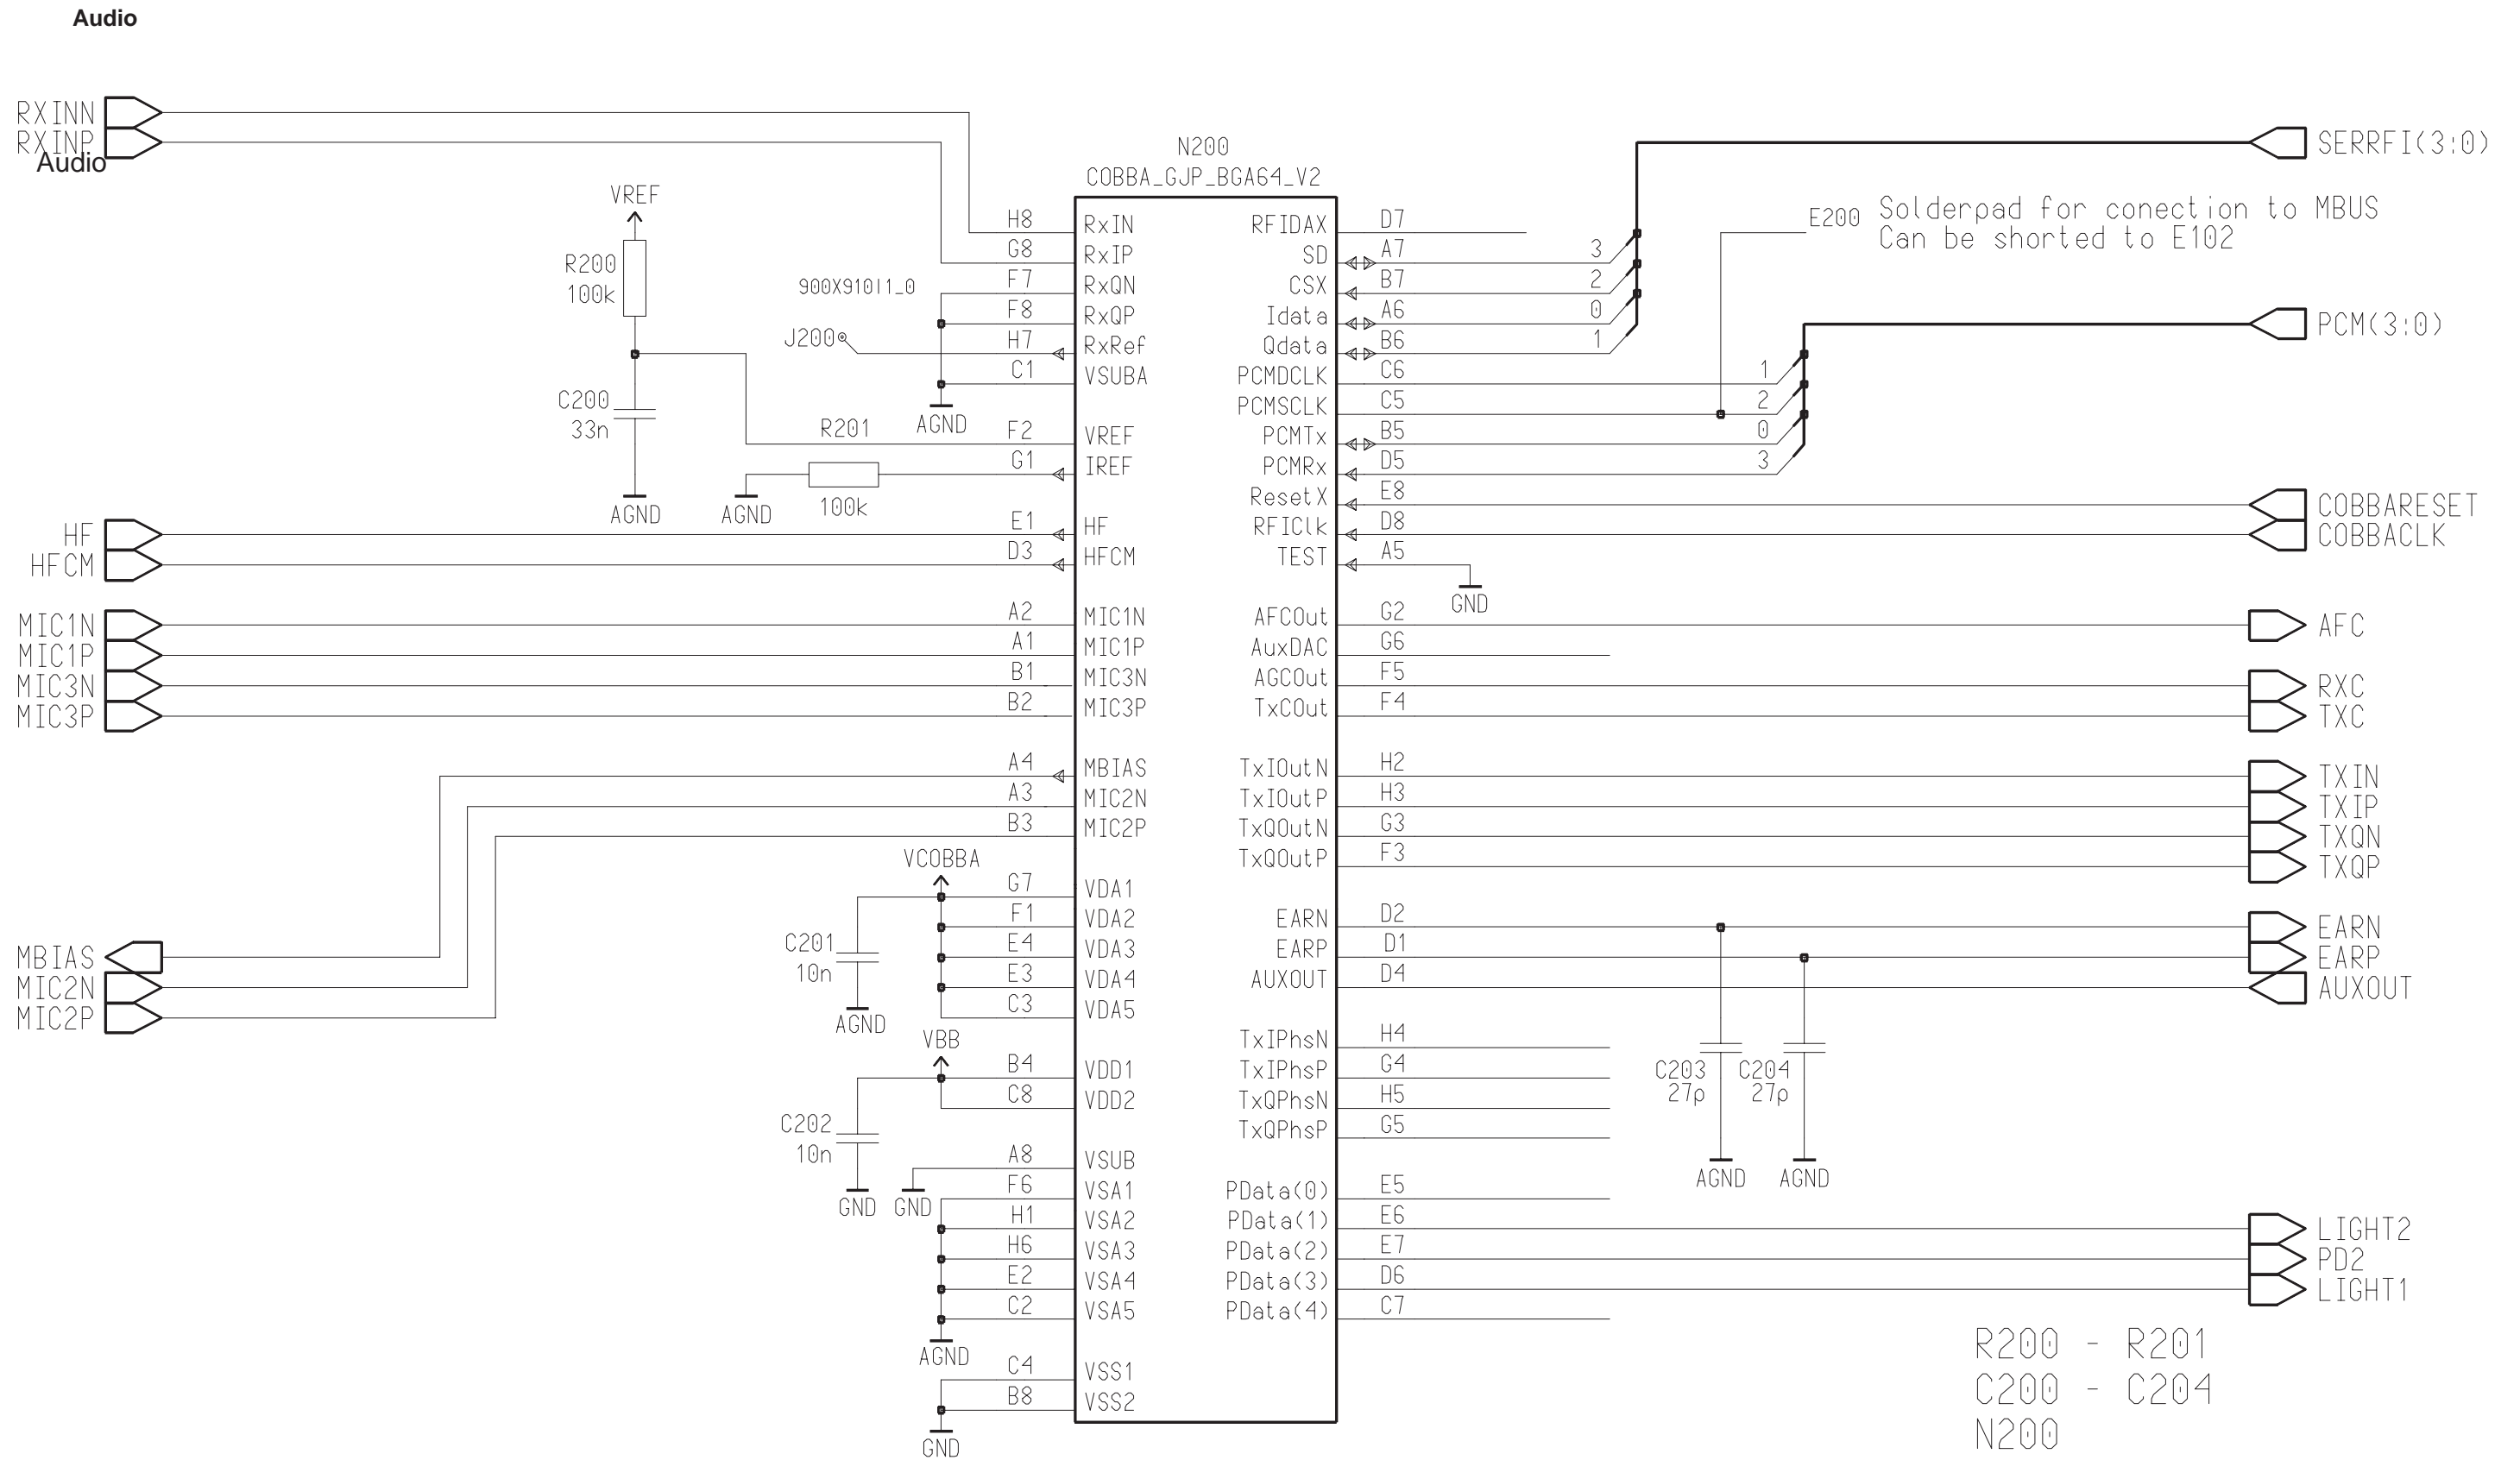 Audio
RXINN
RXINP
Audio
N200
COBBA_GJP_BGA64_V2
SERRFI(3:0)
VREF
R200
100k
900X91011_0
J200
C200
33n
AGND
R201
100k
AGND
AGND
H8 RxIN
G8 RxIP
F7 RxQN
F8 RxQP
H7 RxRef
C1 VSUBA
F2 VREF
G1 IREF
HF E1 HF
HFCM D3 HFCM
MIC1N A2 MIC1N
MIC1P A1 MIC1P
MIC3N B1 MIC3N
MIC3P B2 MIC3P
A4 MBIAS
A3 MIC2N
B3 MIC2P
MBIAS
MIC2N
MIC2P
VCOBBA
G7 VDA1
F1 VDA2
E4 VDA3
E3 VDA4
C3 VDA5
C201
10n
AGND
VBB
B4 VDD1
C8 VDD2
C202
10n
GND
GND
A8 VSUB
F6 VSA1
H1 VSA2
H6 VSA3
E2 VSA4
C2 VSA5
AGND
C4 VSS1
B8 VSS2
GND
RFIDAX D7
SD A7 3
CSX B7 2
Idata A6 0
Qdata B6 1
E200 Solderpad for conection to MBUS
Can be shorted to E102
PCM(3:0)
PCMDCLK C6 1
PCMSCLK C5 2
PCMTx B5 0
PCMRx D5 3
ResetX E8 COBBARESET
RFIClk D8 COBBACLK
TEST A5
GND
AFCOut G2 AFC
AuxDAC G6
AGCOut F5 RXC
TxCOut F4 TXC
TxIOutN H2 TXIN
TxIOutP H3 TXIP
TxQOutN G3 TXQN
TxQOutP F3 TXQP
EARN D2 EARN
EARP D1 EARP
AUXOUT D4 AUXOUT
TxIPhsN H4
TxIPhsP G4
TxQPhsN H5
TxQPhsP G5
C203
27p
C204
27p
AGND
AGND
PData(0) E5
PData(1) E6 LIGHT2
PData(2) E7 PD2
PData(3) D6 LIGHT1
PData(4) C7
R200 - R201
C200 - C204
N200